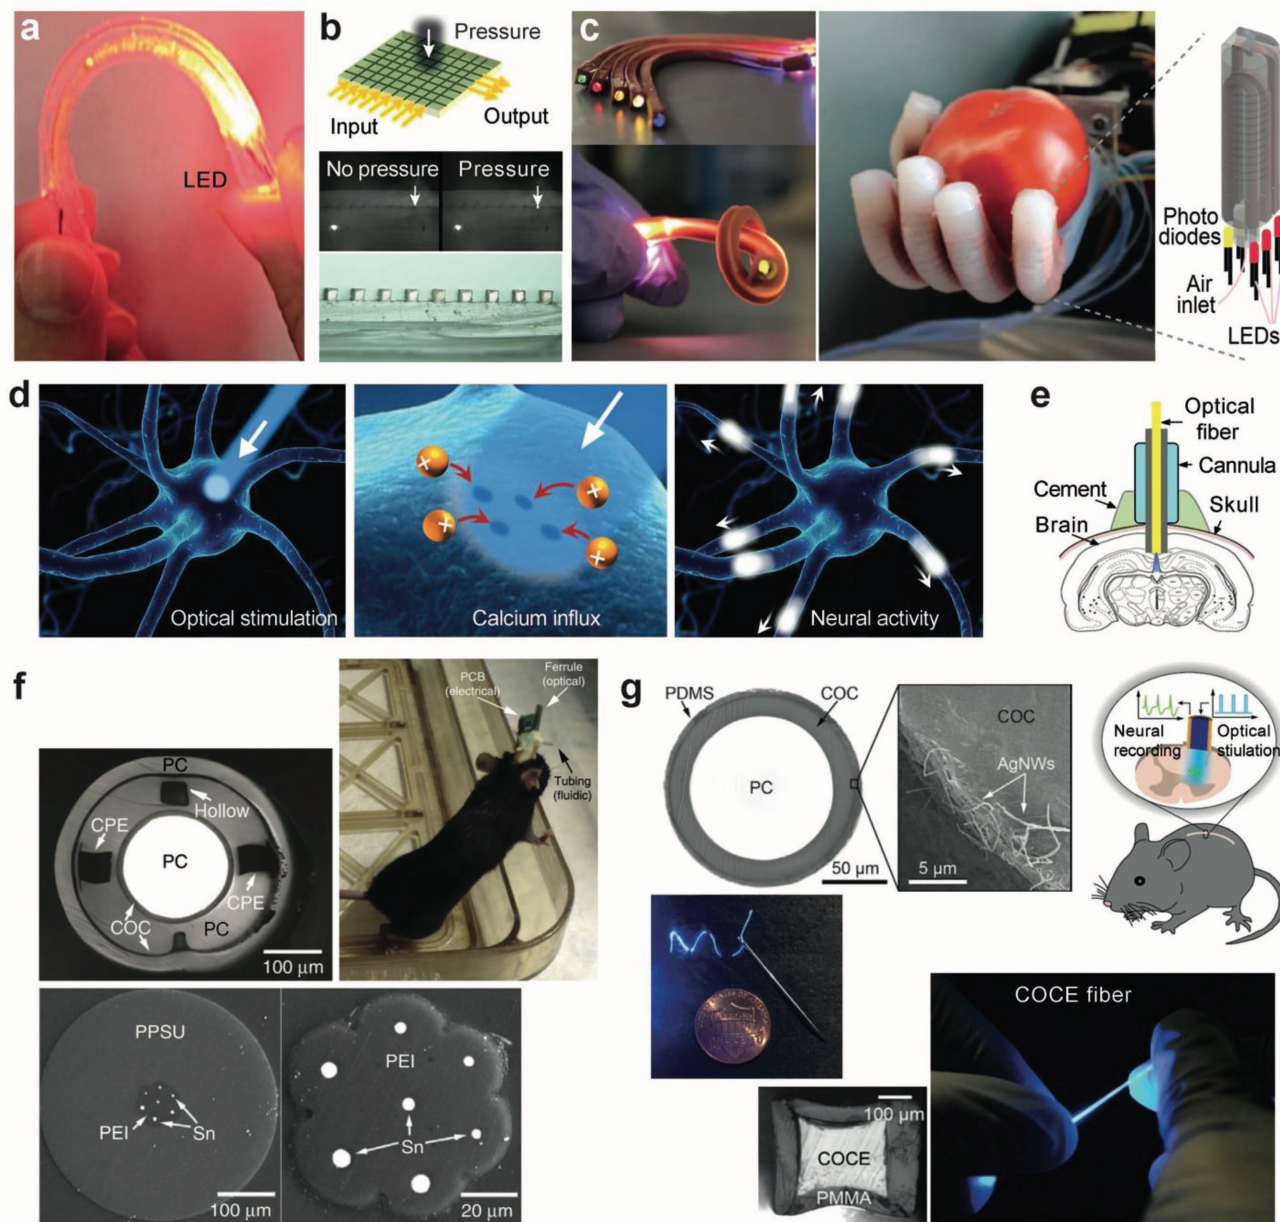 a
LED
b
Pressure
Input
Output
No pressure
Pressure
c
Photo
diodes
Air
inlet
LEDs
d
Optical stimulation
Calcium influx
Neural activity
e
Optical
fiber
Cannula
Cement
Skull
Brain
f
PC
Hollow
CPE
PC
CPE
COC
PC
100 μm
PCB
(electrical)
Ferrule
(optical)
Tubing
(fluidic)
PPSU
PEI
Sn
100 μm
PEI
Sn
20 μm
g
PDMS
COC
PC
50 μm
COC
AgNWs
5 μm
Neural
recording
Optical
stiulation
COCE fiber
100 μm
COCE
PMMA